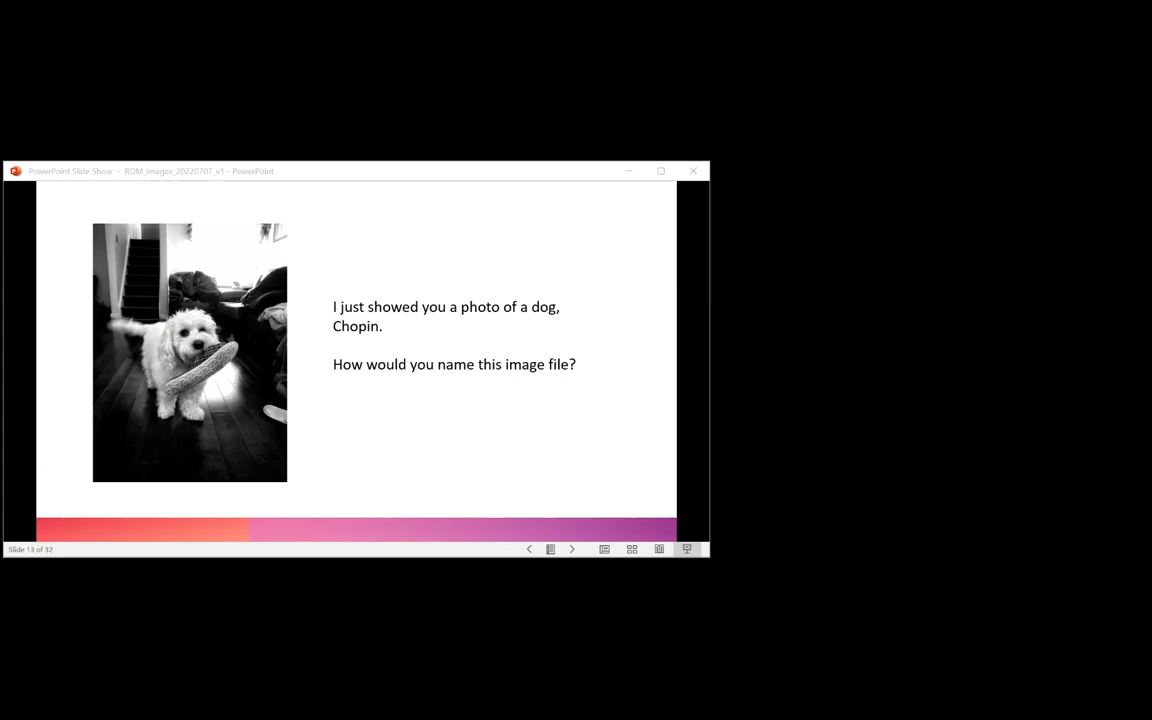 PowerPoint Slide Show - RDM_images_20220707_v1 - PowerPoint
I just showed you a photo of a dog,
Chopin.
How would you name this image file?
Slide 13 of 32